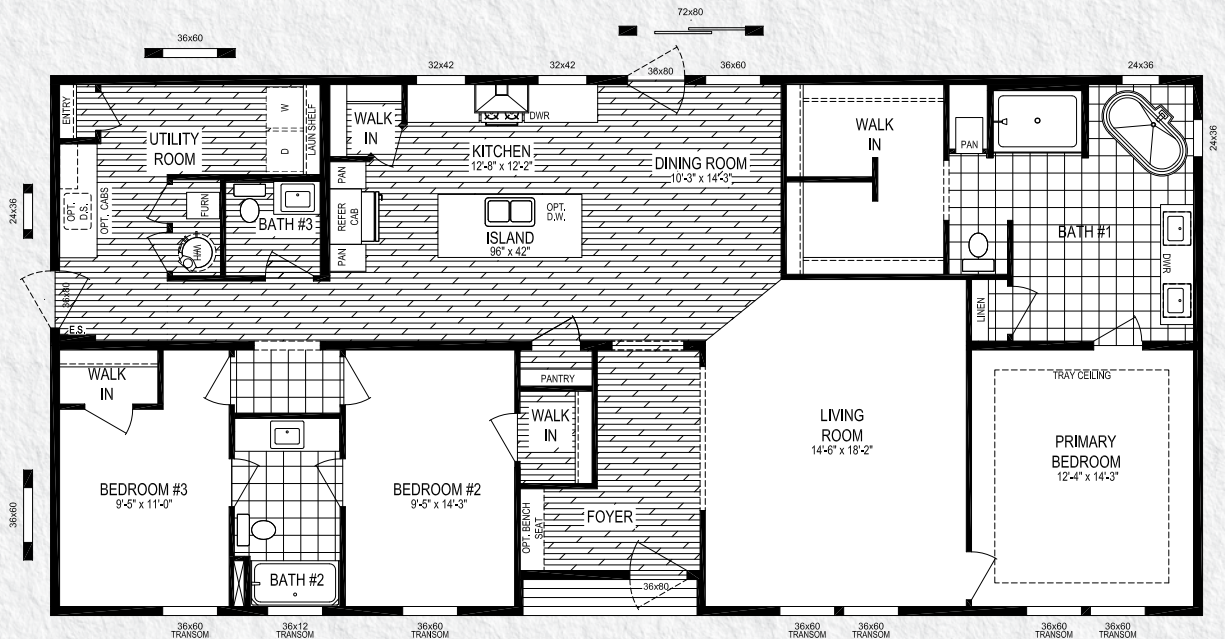 72x80
36x60
32x42
32x42
36x80
36x60
24x36
ENTRY
UTILITY
ROOM
W
D
LAUN SHELF
WALK
IN
DWR
KITCHEN
12'-8" x 12'-2"
DINING ROOM
10'-3" x 14'-3"
WALK
IN
PAN
24x36
24x36
OPT.
D.S.
OPT. CABS
FURN
WH
BATH #3
PAN
REFER
CAB
PAN
OPT.
D.W.
ISLAND
96" x 42"
BATH #1
DWR
LINEN
36x80
E.S.
WALK
IN
PANTRY
WALK
IN
TRAY CEILING
LIVING
ROOM
14'-6" x 18'-2"
PRIMARY
BEDROOM
12'-4" x 14'-3"
36x60
BEDROOM #3
9'-5" x 11'-0"
BEDROOM #2
9'-5" x 14'-3"
OPT. BENCH
SEAT
FOYER
BATH #2
36x80
36x60
TRANSOM
36x12
TRANSOM
36x60
TRANSOM
36x60
TRANSOM
36x60
TRANSOM
36x60
TRANSOM
36x60
TRANSOM